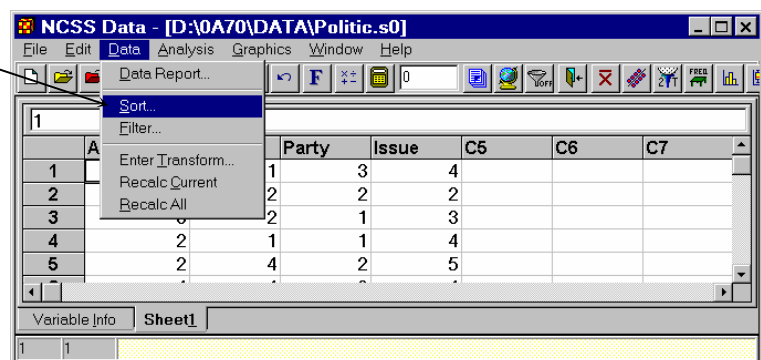 NCSS Data - [D:\0A70\DATA\Politic.s0]
File Edit Data Analysis Graphics Window Help
0
Data Report...
Sort...
Filter...
Enter Transform...
Recalc Current
Recalc All
1
A Party Issue C5 C6 C7
1 1 3 4
2 2 2 2
3 2 1 3
4 2 1 1 4
5 2 4 2 5
Variable Info Sheet1
1 1